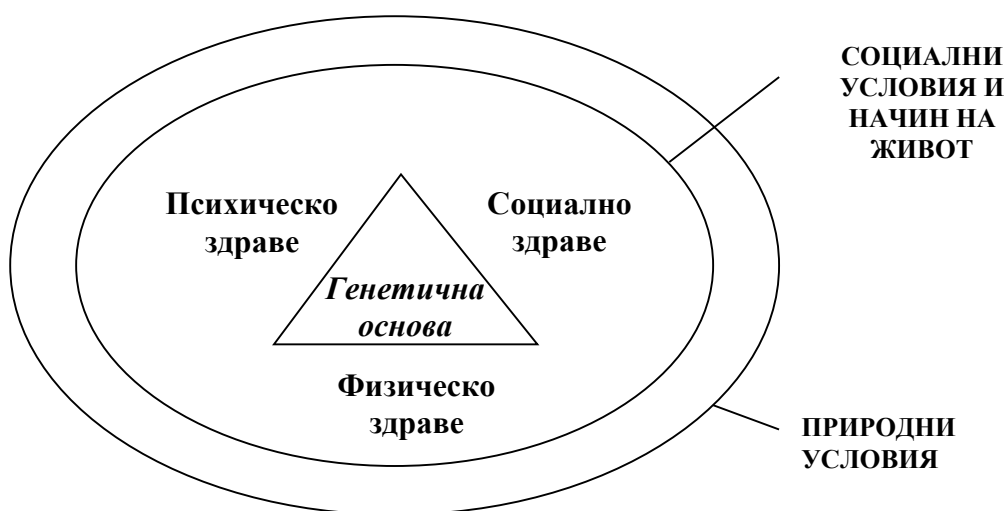 СОЦИАЛНИ
УСЛОВИЯ И
НАЧИН НА
ЖИВОТ
Психическо
здраве
Социално
здраве
Генетична
основа
Физическо
здраве
ПРИРОДНИ
УСЛОВИЯ